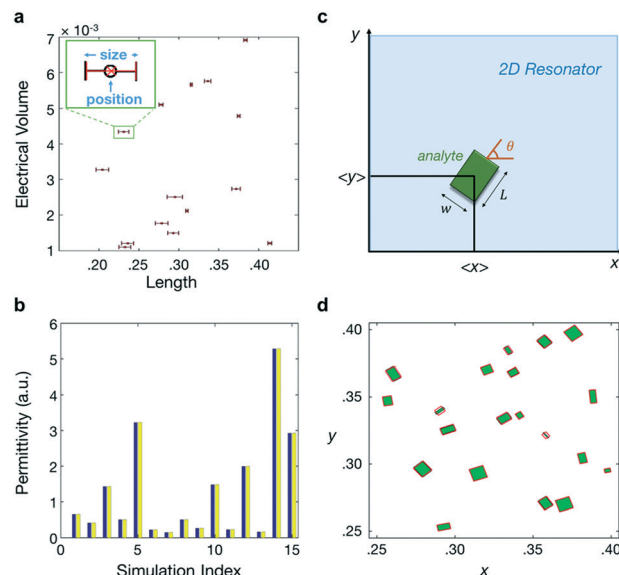 a
× 10⁻³
7
6
5
4
3
2
1
size
position
Electrical Volume
.20 .25 .30 .35 .40
Length
b
6
5
4
3
2
1
0
Permittivity (a.u.)
0 5 10 15
Simulation Index
c
y
2D Resonator
analyte
θ
<y>
w
L
<x>
x
d
.40
.35
.30
.25
y
.25 .30 .35 .40
x